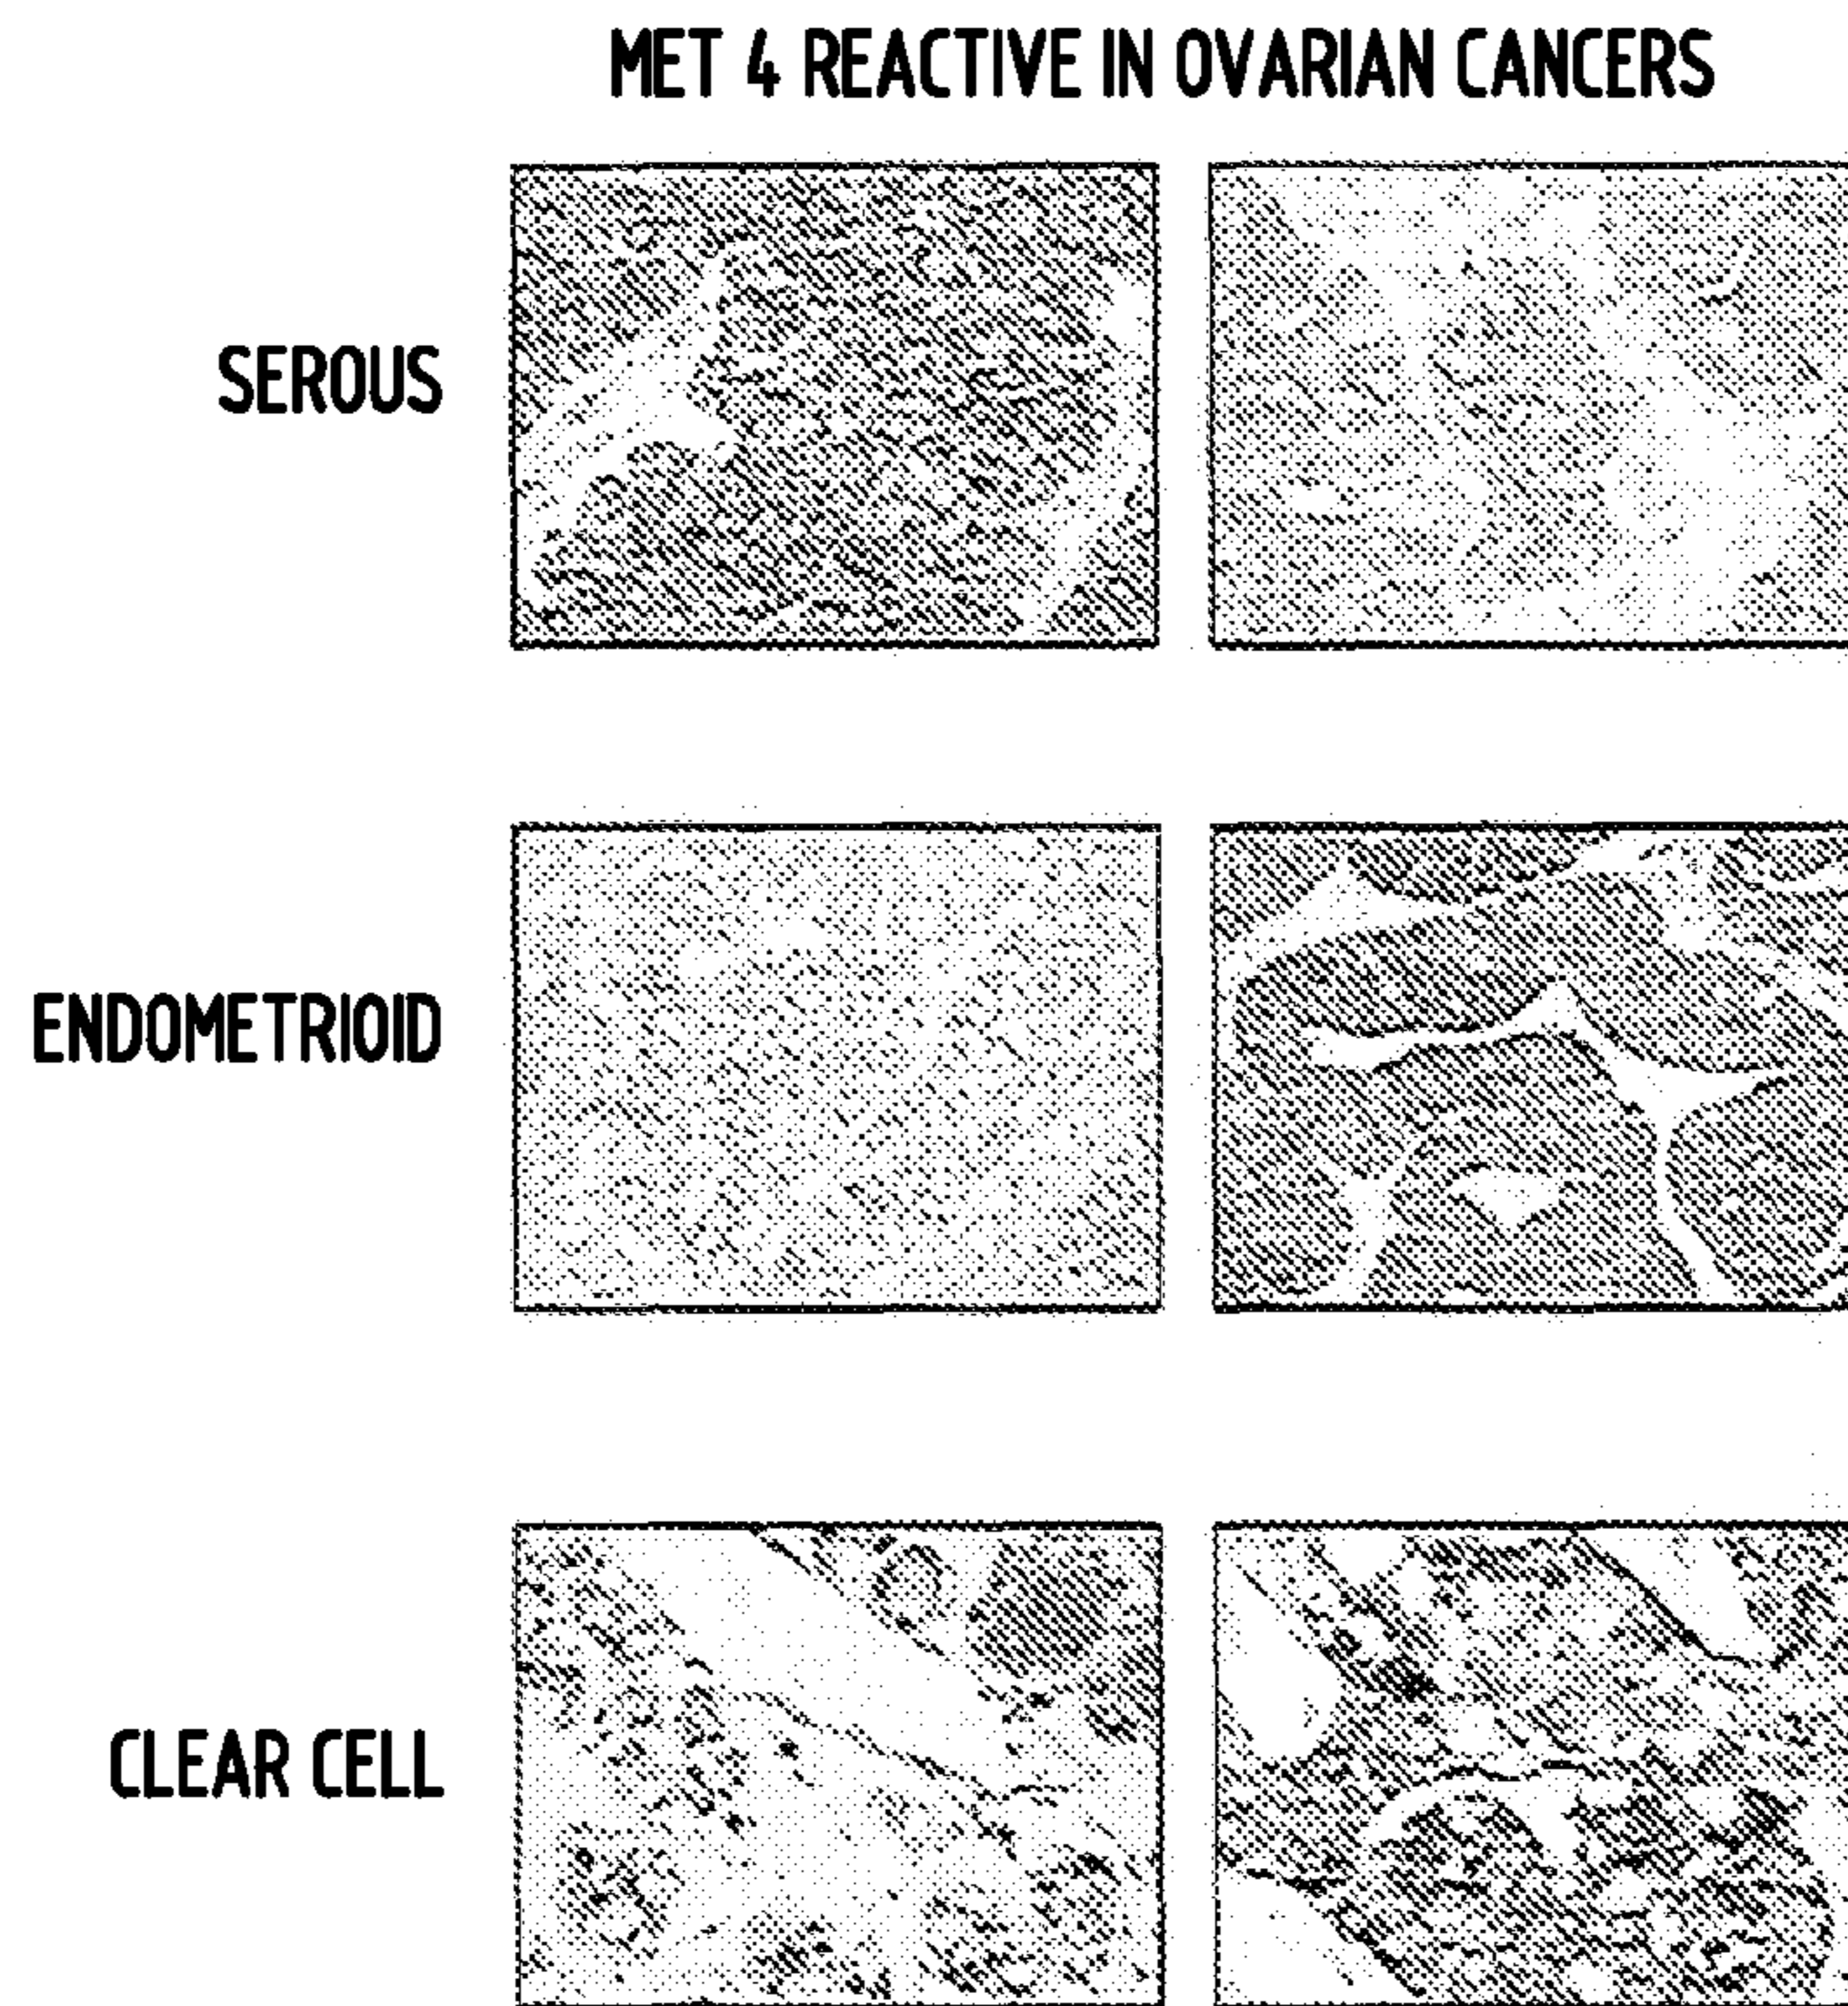 MET 4 REACTIVE IN OVARIAN CANCERS
SEROUS
ENDOMETRIOID
CLEAR CELL